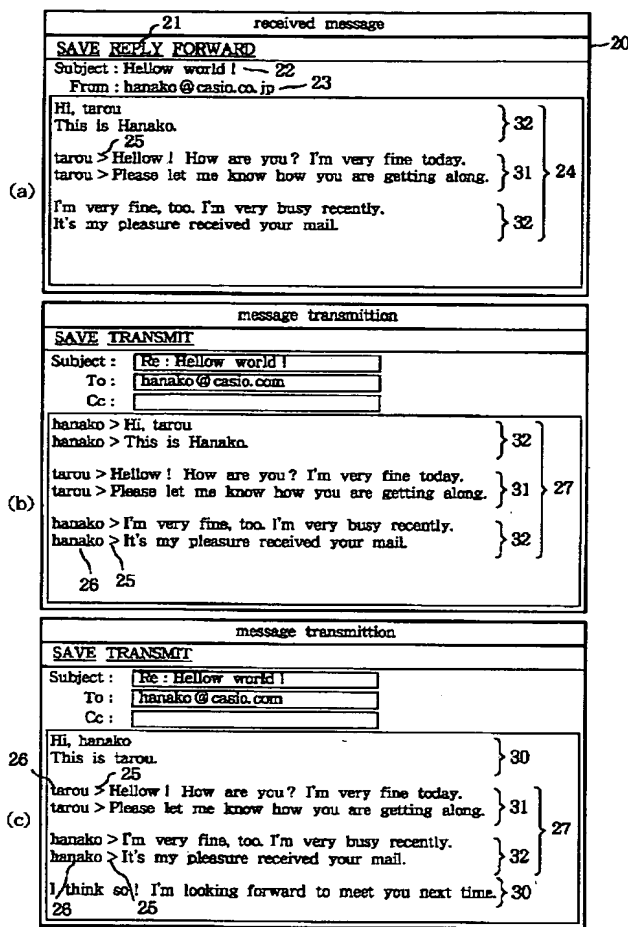 21
received message
20
SAVE REPLY FORWARD
Subject : Hellow world ! 22
From : hanako@casio.co.jp 23
(a)
Hi, tarou
This is Hanako.
32
25
tarou > Hellow ! How are you? I'm very fine today.
tarou > Please let me know how you are getting along.
31
24
I'm very fine, too. I'm very busy recently.
It's my pleasure received your mail.
32
message transmittion
SAVE TRANSMIT
Subject : Re : Hellow world !
To : hanako@casio.com
Cc :
(b)
hanako > Hi, tarou
hanako > This is Hanako.
32
tarou > Hellow ! How are you? I'm very fine today.
tarou > Please let me know how you are getting along.
31
27
hanako > I'm very fine, too. I'm very busy recently.
hanako > It's my pleasure received your mail.
32
26 25
message transmittion
SAVE TRANSMIT
Subject : Re : Hellow world !
To : hanako@casio.com
Cc :
(c)
Hi, hanako
This is tarou.
30
26
25
tarou > Hellow ! How are you? I'm very fine today.
tarou > Please let me know how you are getting along.
31
27
hanako > I'm very fine, too. I'm very busy recently.
hanako > It's my pleasure received your mail.
32
I think so ! I'm looking forward to meet you next time.
30
26 25